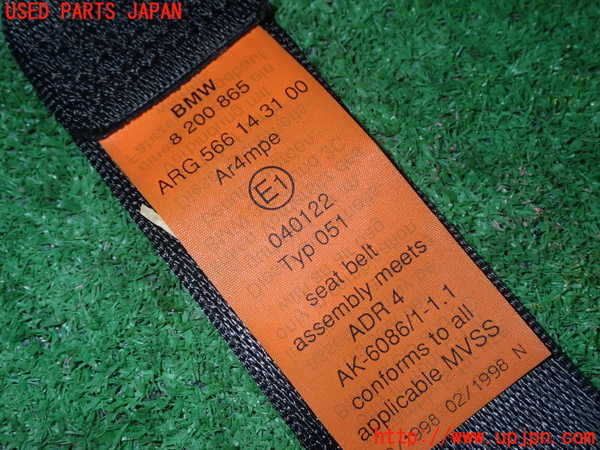 USED PARTS JAPAN
BMW
8 200 865
ARG 566 14 31 00
Ar4mpe
E1
040122
Typ 051
seat belt
assembly meets
ADR 4
AK-6086/1-1.1
conforms to all
applicable MVSS
1998 02/1998 N
http://www.upjpn.com/